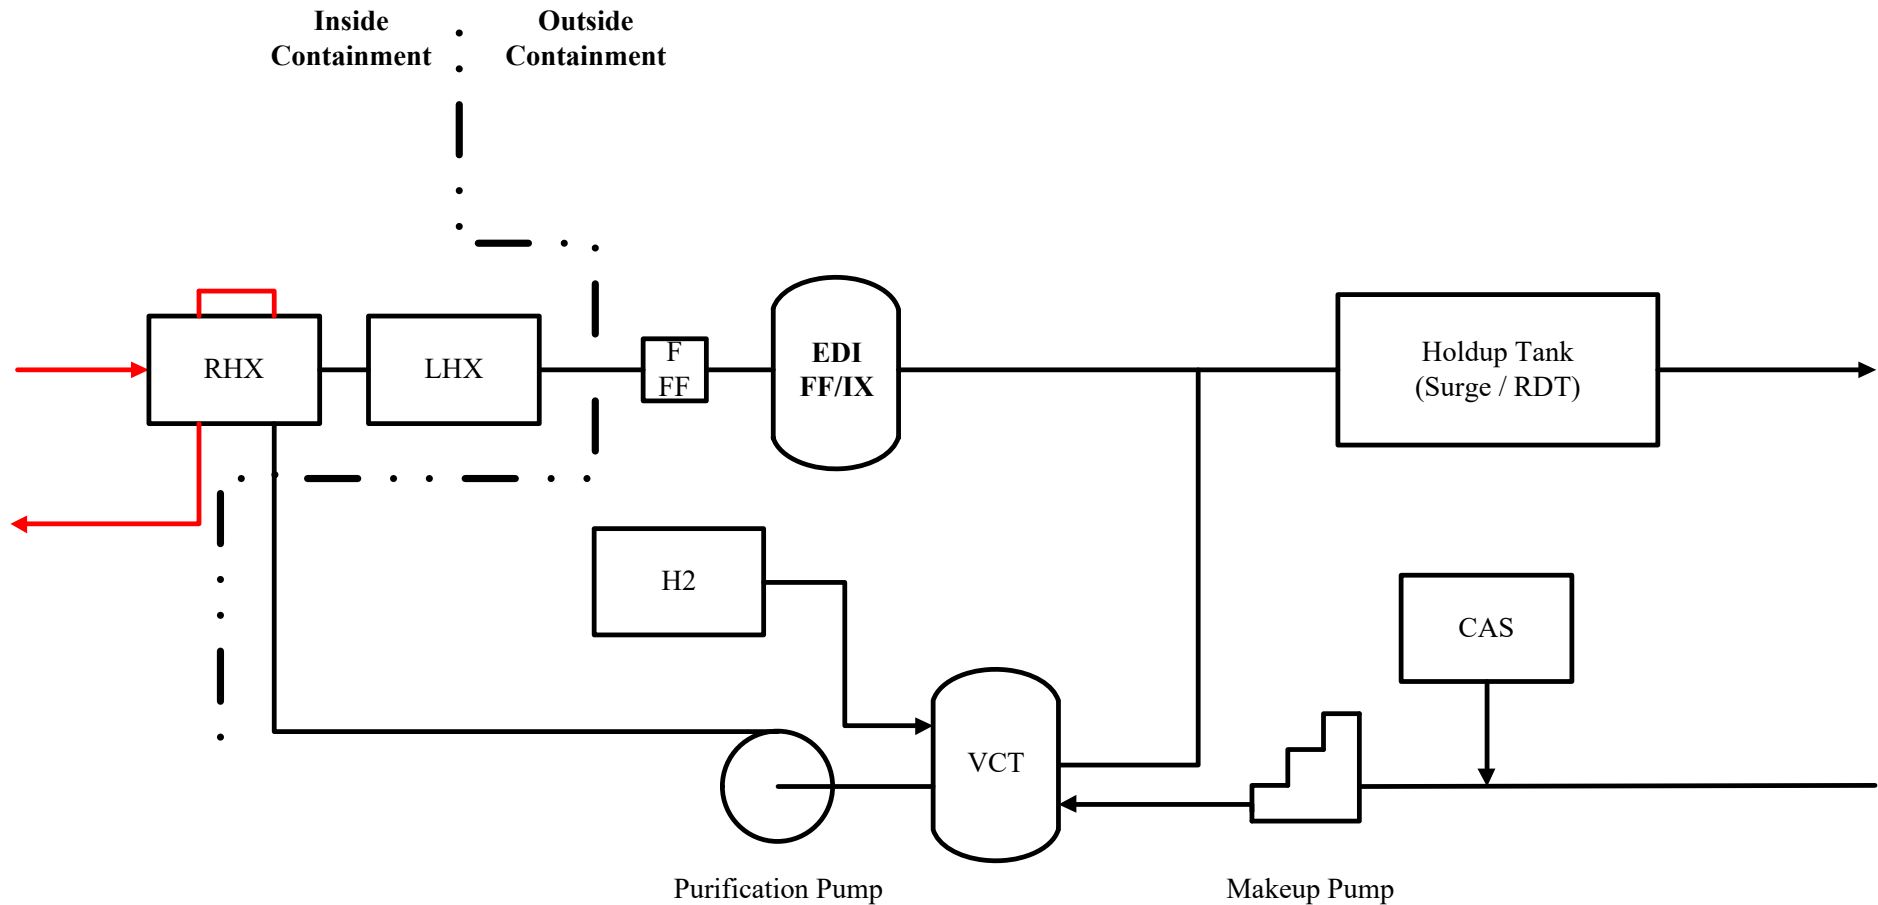 Inside
Containment
Outside
Containment
RHX
LHX
F
FF
EDI
FF/IX
Holdup Tank
(Surge / RDT)
H2
CAS
VCT
Purification Pump
Makeup Pump